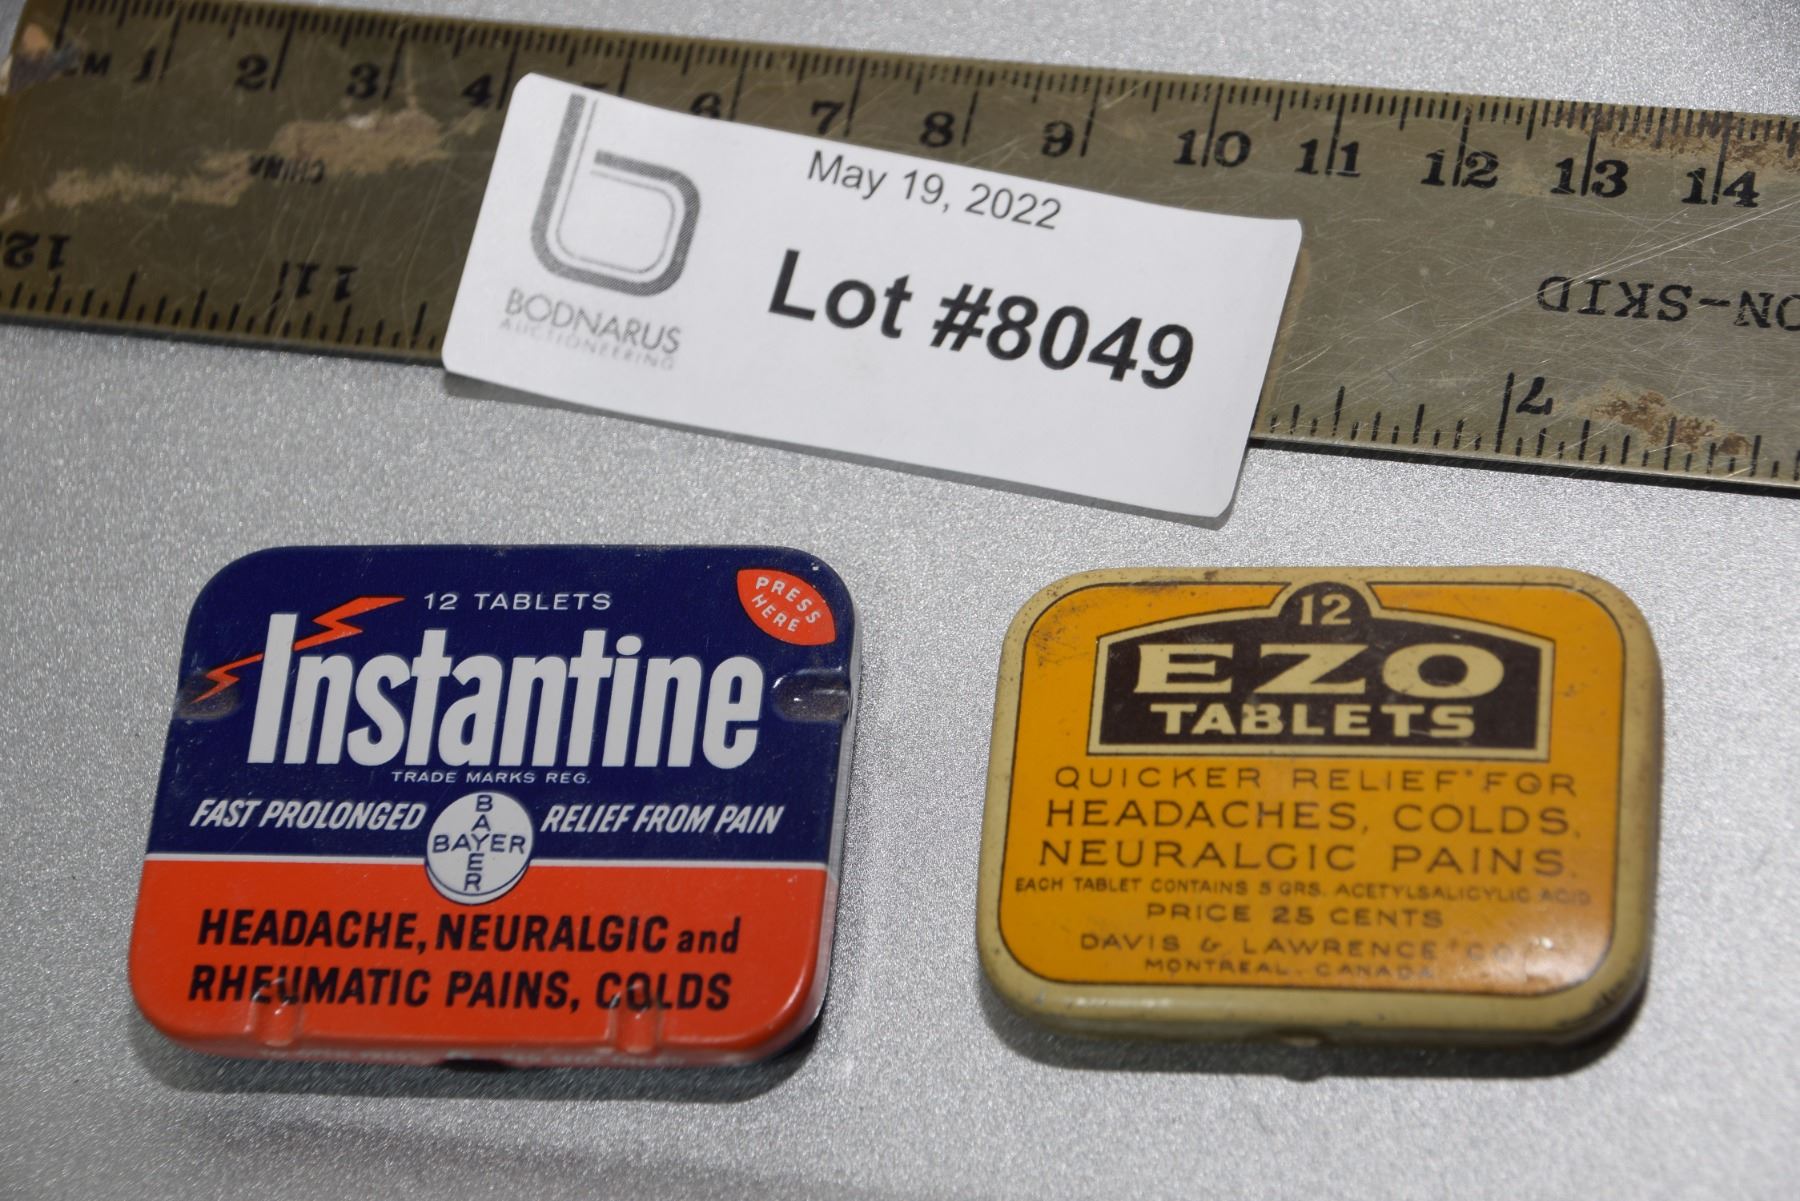 CM 1 2 3 4 5 6 7 8 9 10 11 12 13 14
CHINA
12 11
ON-SKID
7
May 19, 2022
Lot #8049
BODNARUS
AUCTIONEERING
12 TABLETS
PRESS
HERE
Instantine
TRADE MARKS REG.
FAST PROLONGED RELIEF FROM PAIN
BAYER
BAYER
HEADACHE, NEURALGIC and
RHEUMATIC PAINS, COLDS
12
EZO
TABLETS
QUICKER RELIEF FOR
HEADACHES, COLDS,
NEURALGIC PAINS.
EACH TABLET CONTAINS 5 GRS. ACETYLSALICYLIC ACID
PRICE 25 CENTS
DAVIS & LAWRENCE CO
MONTREAL. CANADA